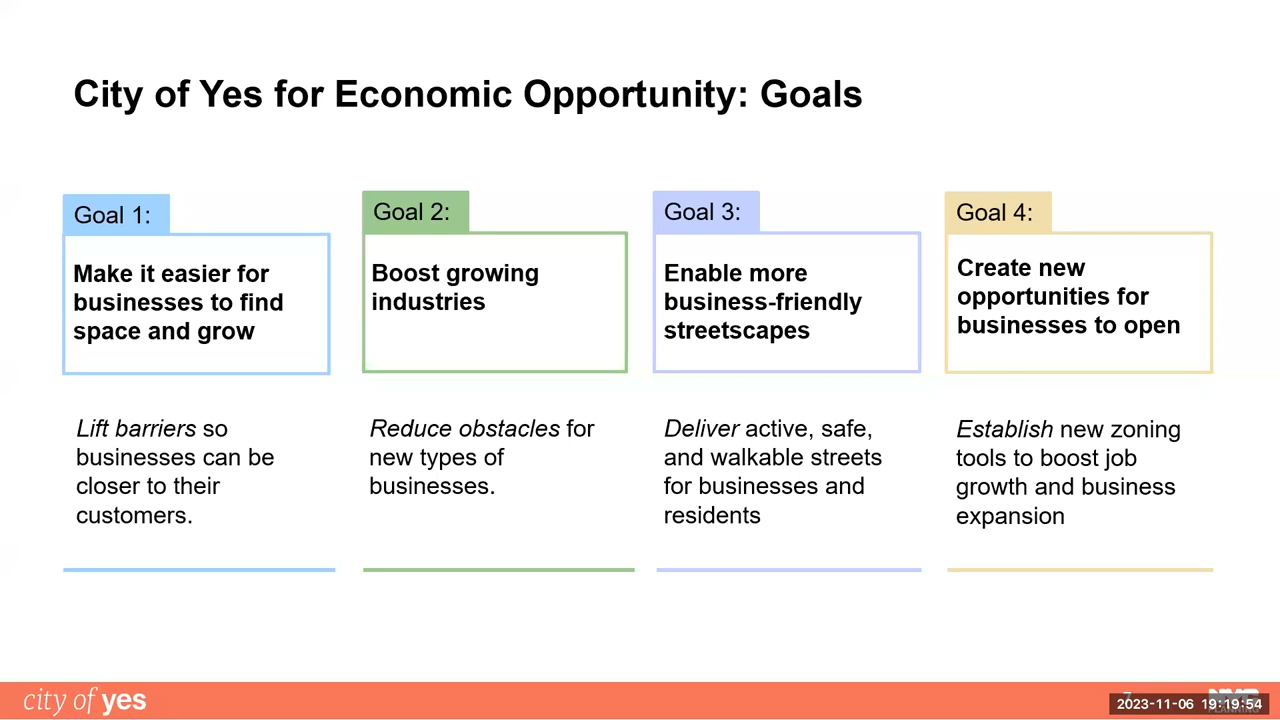 City of Yes for Economic Opportunity: Goals
Goal 1:
Make it easier for
businesses to find
space and grow
Lift barriers so
businesses can be
closer to their
customers.
Goal 2:
Boost growing
industries
Reduce obstacles for
new types of
businesses.
Goal 3:
Enable more
business-friendly
streetscapes
Deliver active, safe,
and walkable streets
for businesses and
residents
Goal 4:
Create new
opportunities for
businesses to open
Establish new zoning
tools to boost job
growth and business
expansion
city of yes
7
NYC
PLANNING
2023-11-06 19:19:54